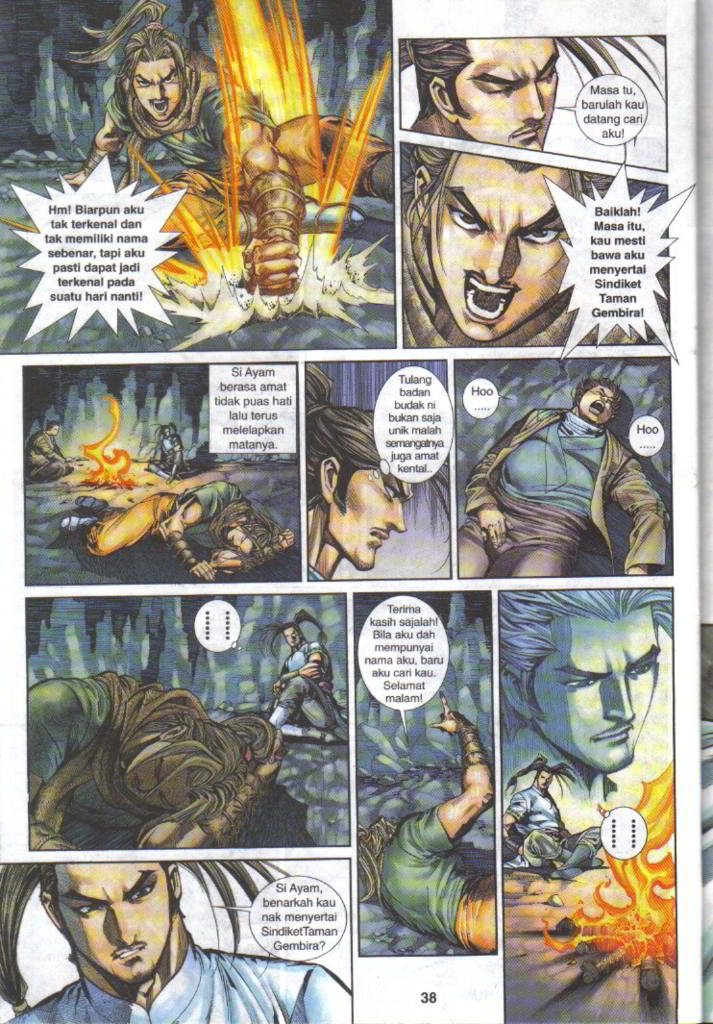 Hm! Biarpun aku
tak terkenal dan
tak memiliki nama
sebenar, tapi aku
pasti dapat jadi
terkenal pada
suatu hari nanti!
Masa tu,
barulah kau
datang cari
aku!
Baiklah!
Masa itu,
kau mesti
bawa aku
menyertai
Sindiket
Taman
Gembira!
Si Ayam
berasa amat
tidak puas hati
lalu terus
melelapkan
matanya.
Tulang
badan
budak ni
bukan saja
unik malah
semangatnya
juga amat
kental..
Hoo
.....
Hoo
.....
Terima
kasih sajalah!
Bila aku dah
mempunyai
nama aku, baru
aku cari kau.
Selamat
malam!
Si Ayam,
benarkah kau
nak menyertai
SindiketTaman
Gembira?
38